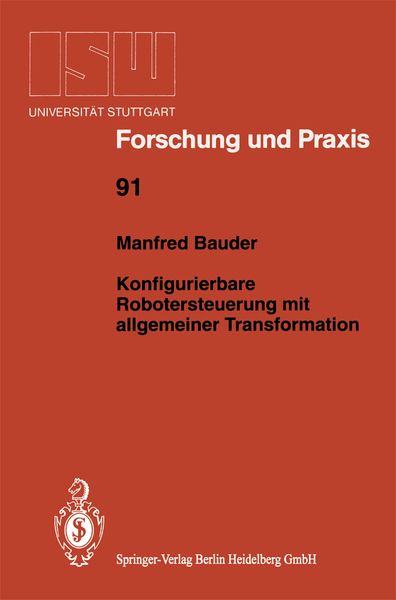 ISW
UNIVERSITÄT STUTTGART
Forschung und Praxis
91
Manfred Bauder
Konfigurierbare
Robotersteuerung mit
allgemeiner Transformation
Springer-Verlag Berlin Heidelberg GmbH